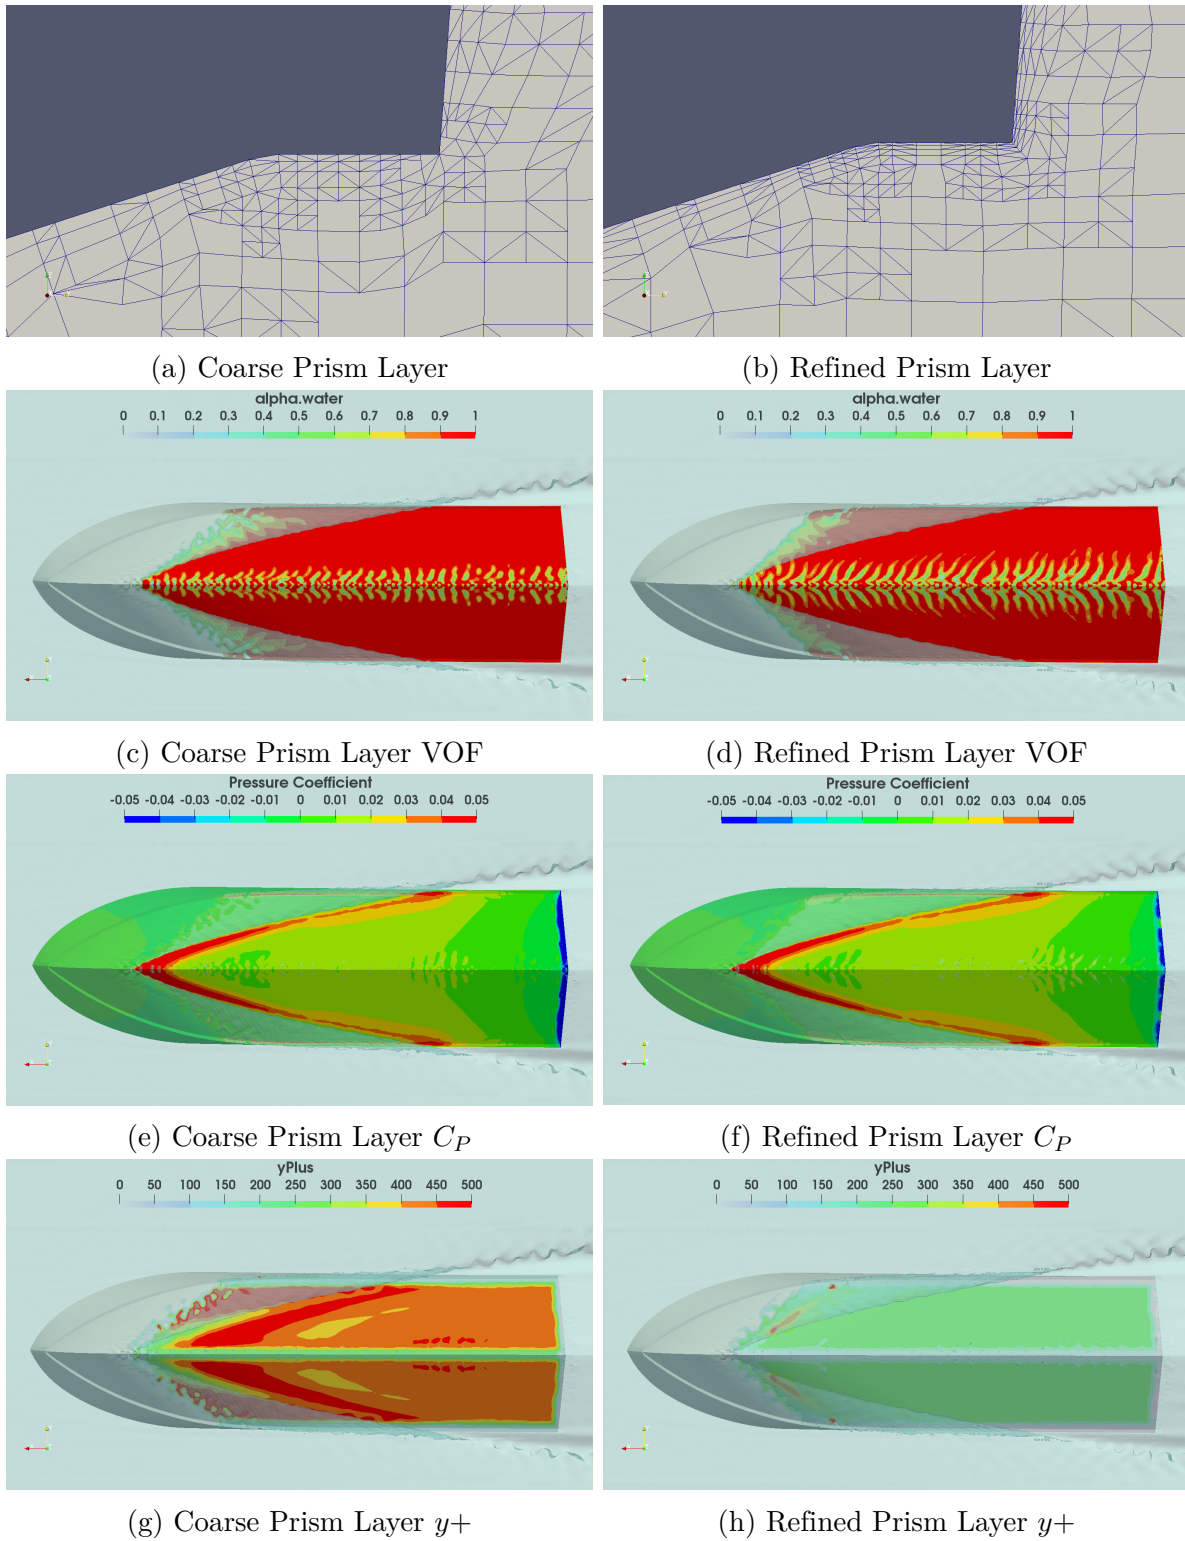 (a) Coarse Prism Layer
(b) Refined Prism Layer
alpha.water
0 0.1 0.2 0.3 0.4 0.5 0.6 0.7 0.8 0.9 1
alpha.water
0 0.1 0.2 0.3 0.4 0.5 0.6 0.7 0.8 0.9 1
(c) Coarse Prism Layer VOF
(d) Refined Prism Layer VOF
Pressure Coefficient
-0.05 -0.04 -0.03 -0.02 -0.01 0 0.01 0.02 0.03 0.04 0.05
Pressure Coefficient
-0.05 -0.04 -0.03 -0.02 -0.01 0 0.01 0.02 0.03 0.04 0.05
(e) Coarse Prism Layer C_P
(f) Refined Prism Layer C_P
yPlus
0 50 100 150 200 250 300 350 400 450 500
yPlus
0 50 100 150 200 250 300 350 400 450 500
(g) Coarse Prism Layer y+
(h) Refined Prism Layer y+